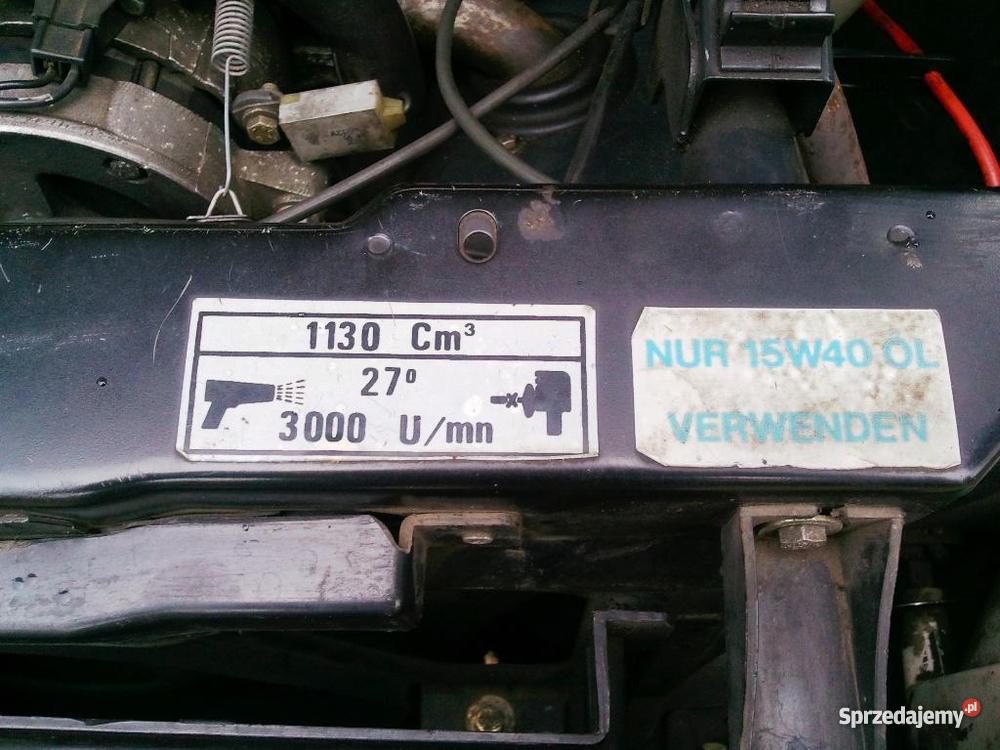 1130 Cm³
27°
3000 U/mn
NUR 15W40 ÖL
VERWENDEN
Sprzedajemy.pl